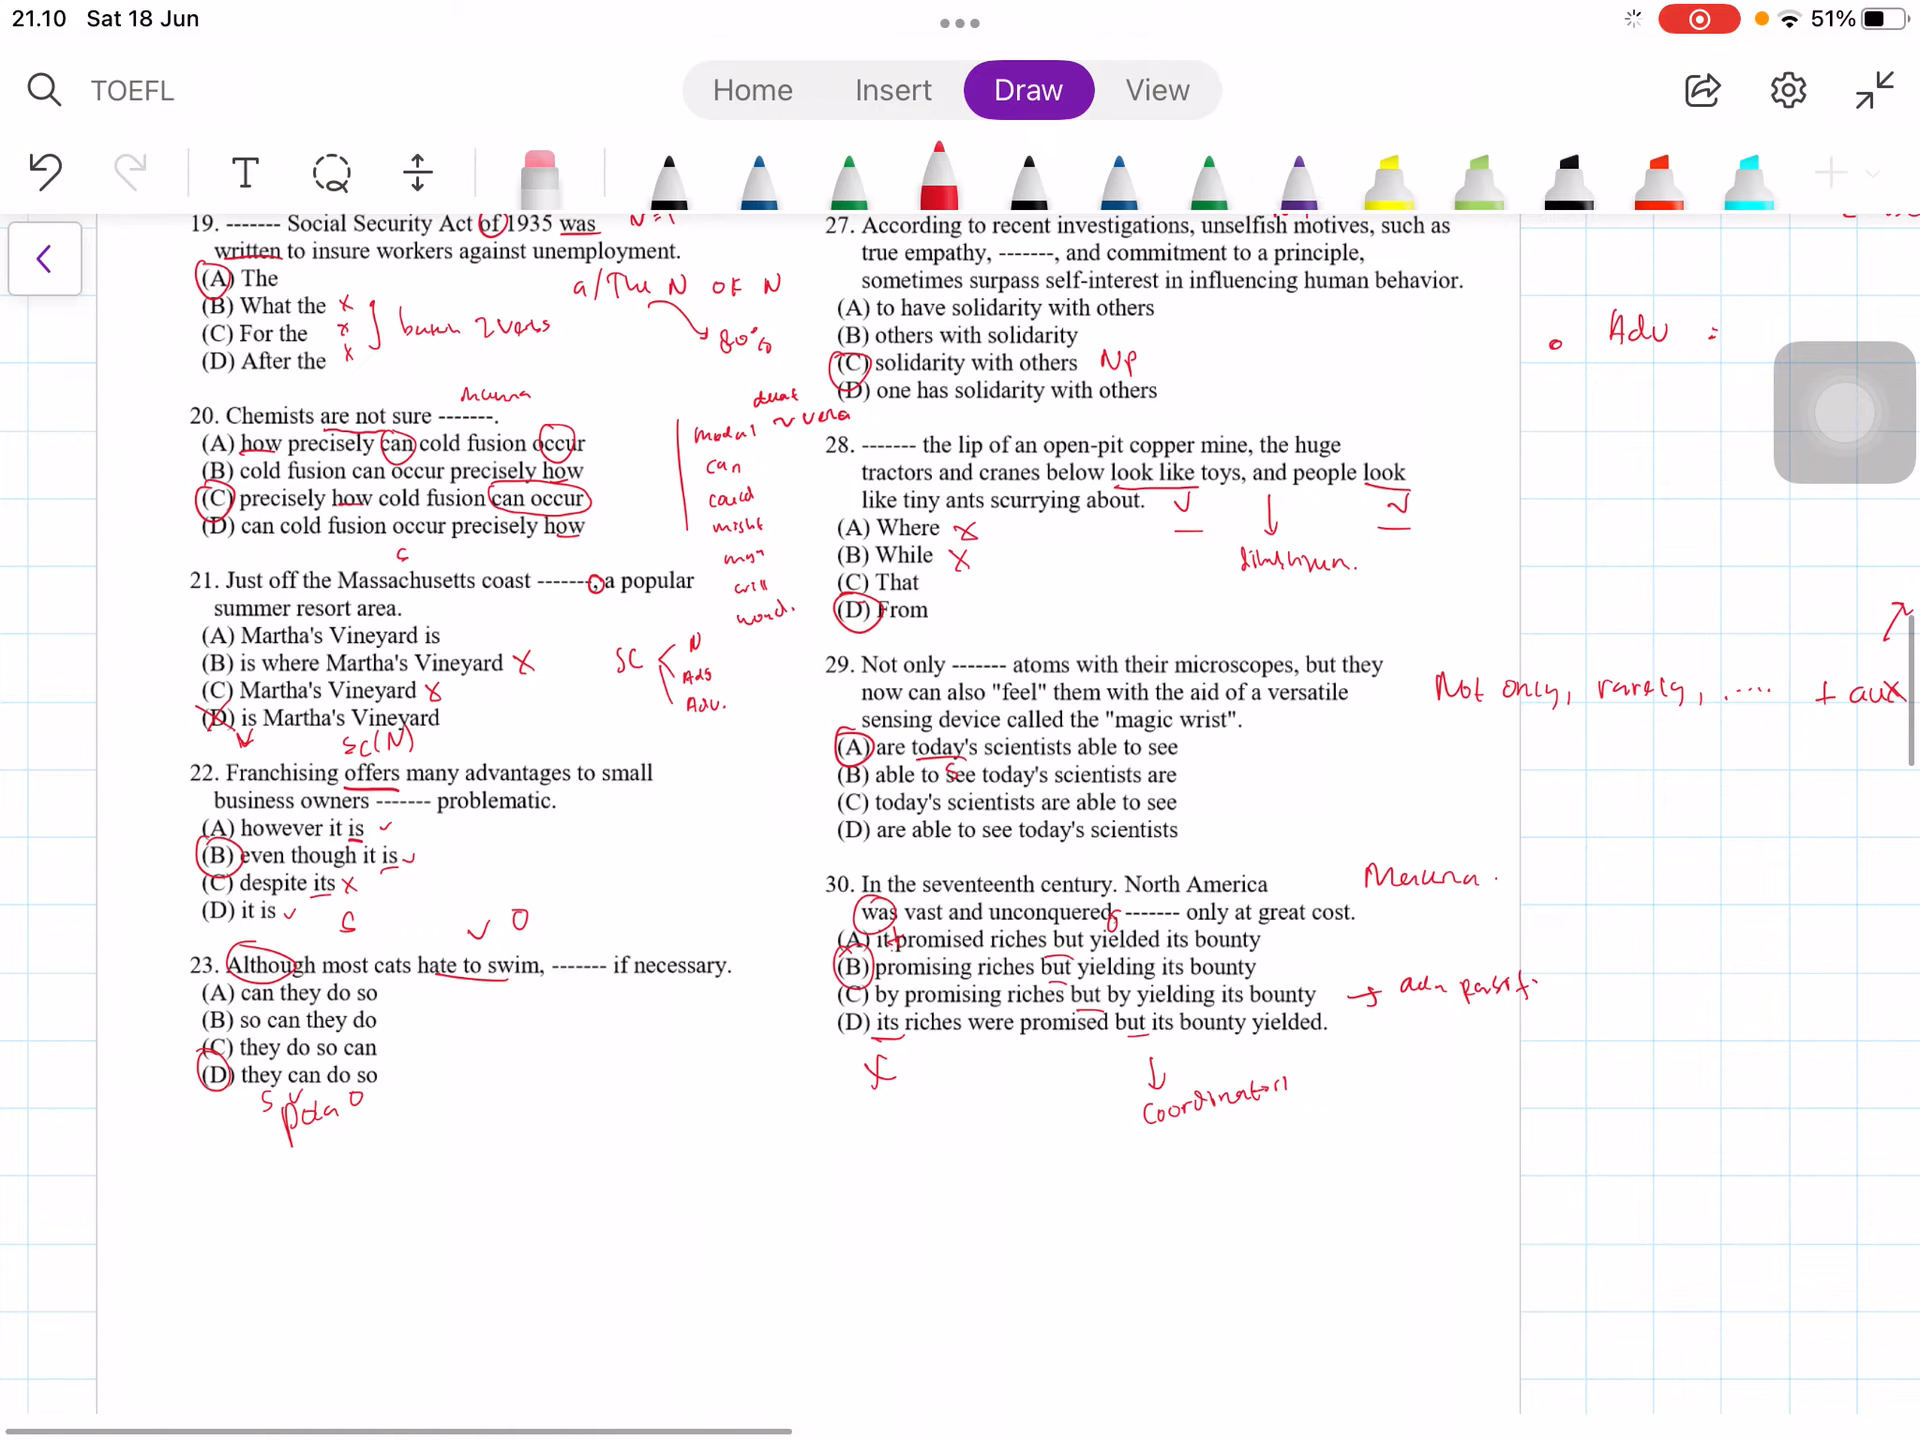 21.10 Sat 18 Jun
51%
TOEFL
Home Insert Draw View
T
19. ------- Social Security Act of 1935 was
written to insure workers against unemployment.
(A) The
(B) What the x
(C) For the x
(D) After the x
a/The N OF N
80%
20. Chemists are not sure -------.
(A) how precisely can cold fusion occur
(B) cold fusion can occur precisely how
(C) precisely how cold fusion can occur
(D) can cold fusion occur precisely how
modal
can
could
might
may
will
S
21. Just off the Massachusetts coast -------, a popular
summer resort area.
(A) Martha's Vineyard is
(B) is where Martha's Vineyard x
(C) Martha's Vineyard x
(D) is Martha's Vineyard
V SC(N)
SC
N
Adj
Adv.
22. Franchising offers many advantages to small
business owners ------- problematic.
(A) however it is
(B) even though it is
(C) despite its x
(D) it is
S V O
23. Although most cats hate to swim, ------- if necessary.
(A) can they do so
(B) so can they do
(C) they do so can
(D) they can do so
S V O
27. According to recent investigations, unselfish motives, such as
true empathy, -------, and commitment to a principle,
sometimes surpass self-interest in influencing human behavior.
(A) to have solidarity with others
(B) others with solidarity
(C) solidarity with others NP
(D) one has solidarity with others
28. ------- the lip of an open-pit copper mine, the huge
tractors and cranes below look like toys, and people look
like tiny ants scurrying about.
V V
(A) Where x
(B) While x
(C) That
(D) From
29. Not only ------- atoms with their microscopes, but they
now can also "feel" them with the aid of a versatile
sensing device called the "magic wrist".
(A) are today's scientists able to see
(B) able to see today's scientists are
(C) today's scientists are able to see
(D) are able to see today's scientists
Not only, rarely, ..... + aux
30. In the seventeenth century. North America
was vast and unconquered, ------- only at great cost.
(A) it promised riches but yielded its bounty
(B) promising riches but yielding its bounty
(C) by promising riches but by yielding its bounty
(D) its riches were promised but its bounty yielded.
x
Adv :